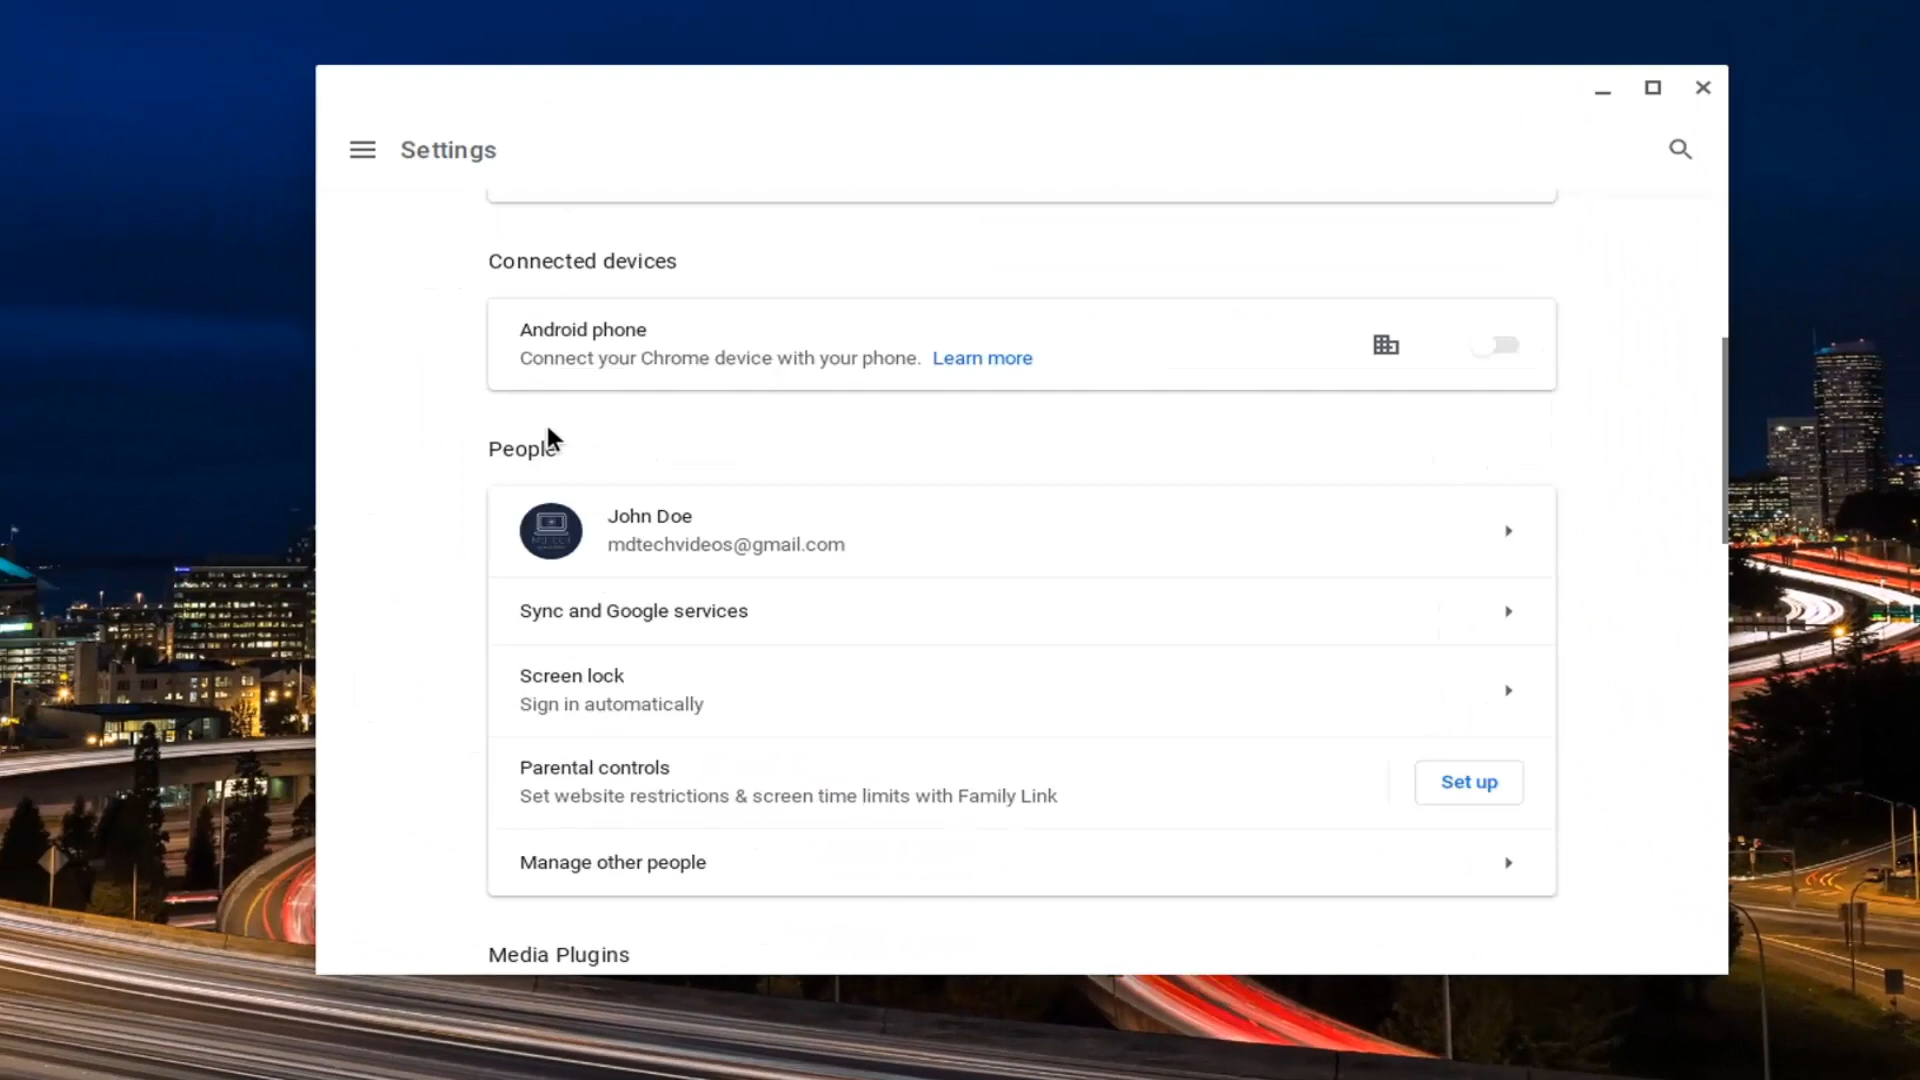 Settings
Connected devices
Android phone
Connect your Chrome device with your phone. Learn more
People
John Doe
mdtechvideos@gmail.com
Sync and Google services
Screen lock
Sign in automatically
Parental controls
Set website restrictions & screen time limits with Family Link
Set up
Manage other people
Media Plugins